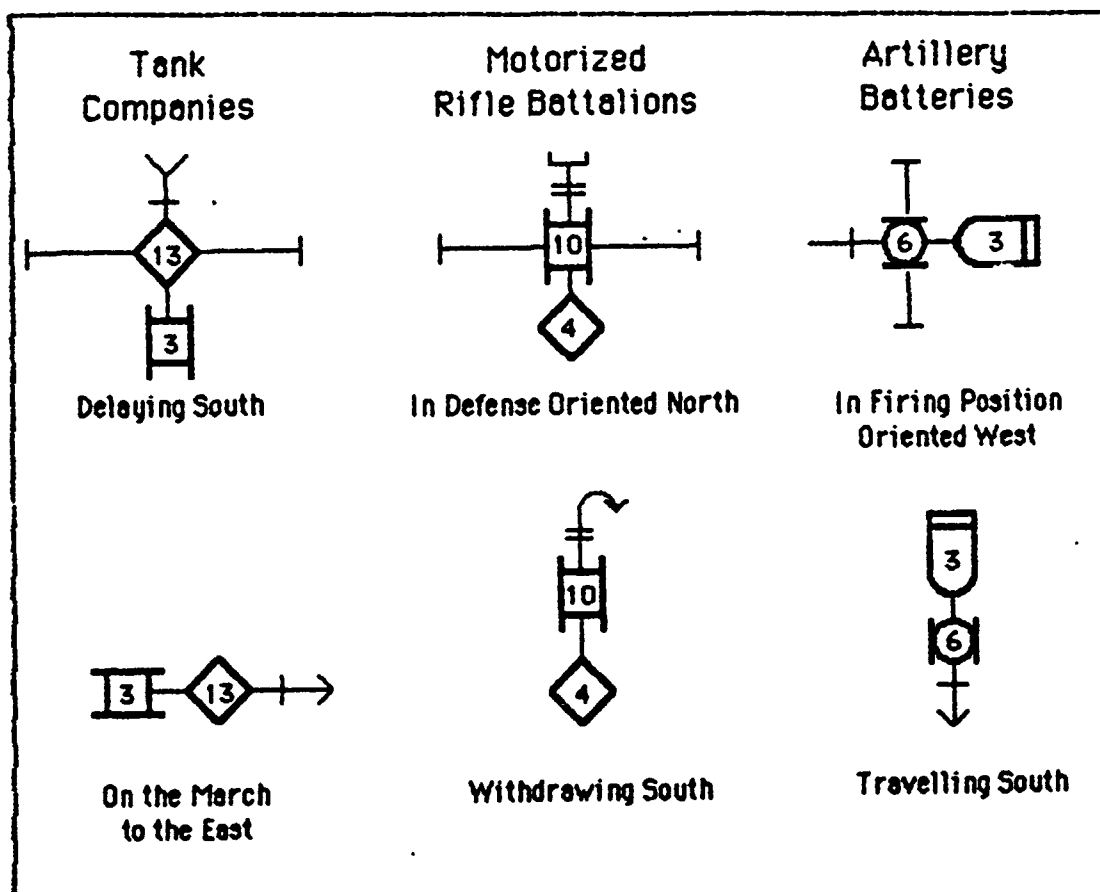 Tank
Companies
Motorized
Rifle Battalions
Artillery
Batteries
13
3
10
4
6
3
Delaying South
In Defense Oriented North
In Firing Position
Oriented West
3
13
10
4
3
6
On the March
to the East
Withdrawing South
Travelling South